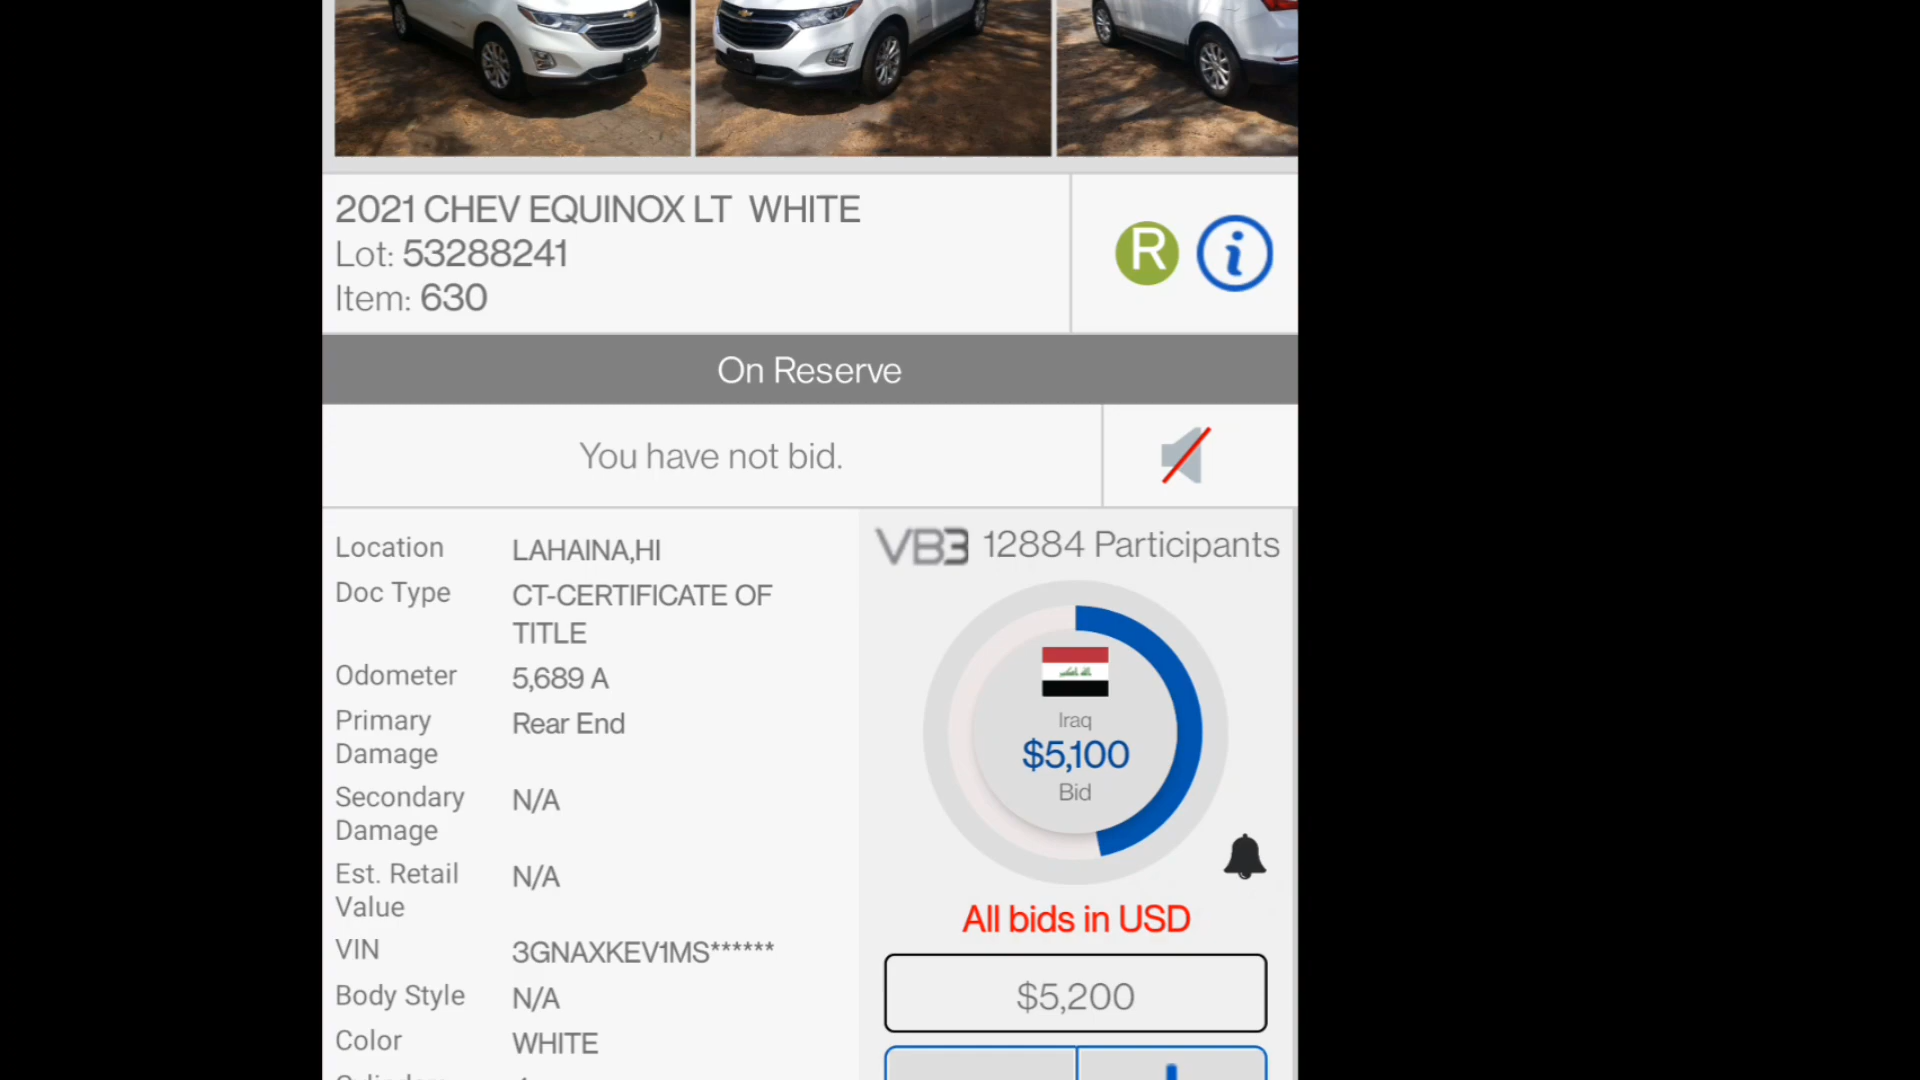 2021 CHEV EQUINOX LT WHITE
Lot: 53288241
Item: 630
R
i
On Reserve
You have not bid.
Location LAHAINA,HI
Doc Type CT-CERTIFICATE OF
TITLE
Odometer 5,689 A
Primary Rear End
Damage
Secondary N/A
Damage
Est. Retail N/A
Value
VIN 3GNAXKEV1MS******
Body Style N/A
Color WHITE
VB3 12884 Participants
Iraq
$5,100
Bid
All bids in USD
$5,200